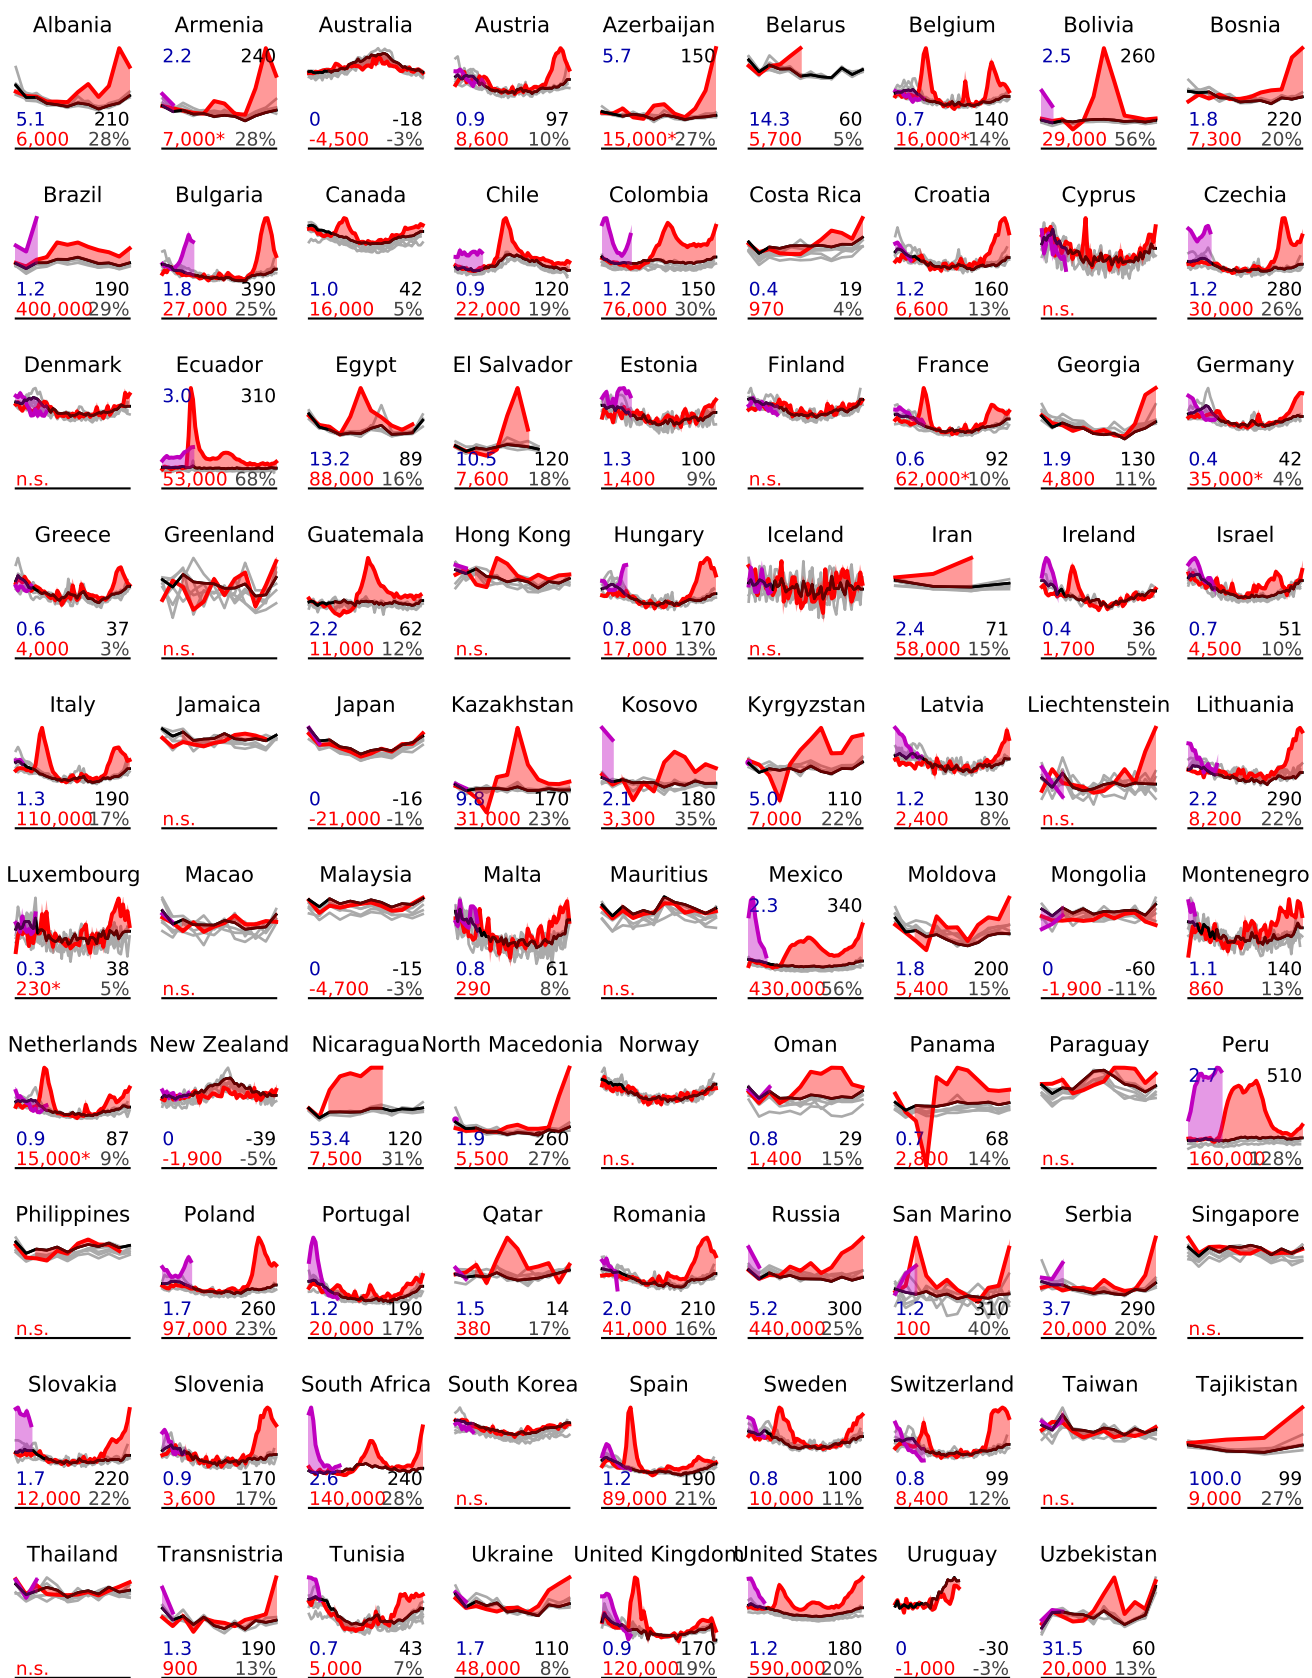 Albania Armenia Australia Austria Azerbaijan Belarus Belgium Bolivia Bosnia
2.2 240 5.7 150 2.5 260
5.1 210 0 -18 0.9 97 14.3 60 0.7 140 1.8 220
6,000 28% 7,000* 28% -4,500 -3% 8,600 10% 15,000* 27% 5,700 5% 16,000* 14% 29,000 56% 7,300 20%
Brazil Bulgaria Canada Chile Colombia Costa Rica Croatia Cyprus Czechia
1.2 190 1.8 390 1.0 42 0.9 120 1.2 150 0.4 19 1.2 160 1.2 280
400,000 29% 27,000 25% 16,000 5% 22,000 19% 76,000 30% 970 4% 6,600 13% n.s. 30,000 26%
Denmark Ecuador Egypt El Salvador Estonia Finland France Georgia Germany
3.0 310
13.2 89 10.5 120 1.3 100 0.6 92 1.9 130 0.4 42
n.s. 53,000 68% 88,000 16% 7,600 18% 1,400 9% n.s. 62,000* 10% 4,800 11% 35,000* 4%
Greece Greenland Guatemala Hong Kong Hungary Iceland Iran Ireland Israel
0.6 37 2.2 62 0.8 170 2.4 71 0.4 36 0.7 51
4,000 3% n.s. 11,000 12% n.s. 17,000 13% n.s. 58,000 15% 1,700 5% 4,500 10%
Italy Jamaica Japan Kazakhstan Kosovo Kyrgyzstan Latvia Liechtenstein Lithuania
1.3 190 0 -16 9.8 170 2.1 180 5.0 110 1.2 130 2.2 290
110,000 17% n.s. -21,000 -1% 31,000 23% 3,300 35% 7,000 22% 2,400 8% n.s. 8,200 22%
Luxembourg Macao Malaysia Malta Mauritius Mexico Moldova Mongolia Montenegro
2.3 340
0.3 38 0 -15 0.8 61 1.8 200 0 -60 1.1 140
230* 5% n.s. -4,700 -3% 290 8% n.s. 430,000 56% 5,400 15% -1,900 -11% 860 13%
Netherlands New Zealand Nicaragua North Macedonia Norway Oman Panama Paraguay Peru
2.7 510
0.9 87 0 -39 53.4 120 1.9 260 0.8 29 0.7 68
15,000* 9% -1,900 -5% 7,500 31% 5,500 27% n.s. 1,400 15% 2,800 14% n.s. 160,000 128%
Philippines Poland Portugal Qatar Romania Russia San Marino Serbia Singapore
1.7 260 1.2 190 1.5 14 2.0 210 5.2 300 1.2 310 3.7 290
n.s. 97,000 23% 20,000 17% 380 17% 41,000 16% 440,000 25% 100 40% 20,000 20% n.s.
Slovakia Slovenia South Africa South Korea Spain Sweden Switzerland Taiwan Tajikistan
1.7 220 0.9 170 2.6 240 1.2 190 0.8 100 0.8 99 100.0 99
12,000 22% 3,600 17% 140,000 28% n.s. 89,000 21% 10,000 11% 8,400 12% n.s. 9,000 27%
Thailand Transnistria Tunisia Ukraine United Kingdom United States Uruguay Uzbekistan
1.3 190 0.7 43 1.7 110 0.9 170 1.2 180 0 -30 31.5 60
n.s. 900 13% 5,000 7% 48,000 8% 120,000 19% 590,000 20% -1,000 -3% 20,000 13%